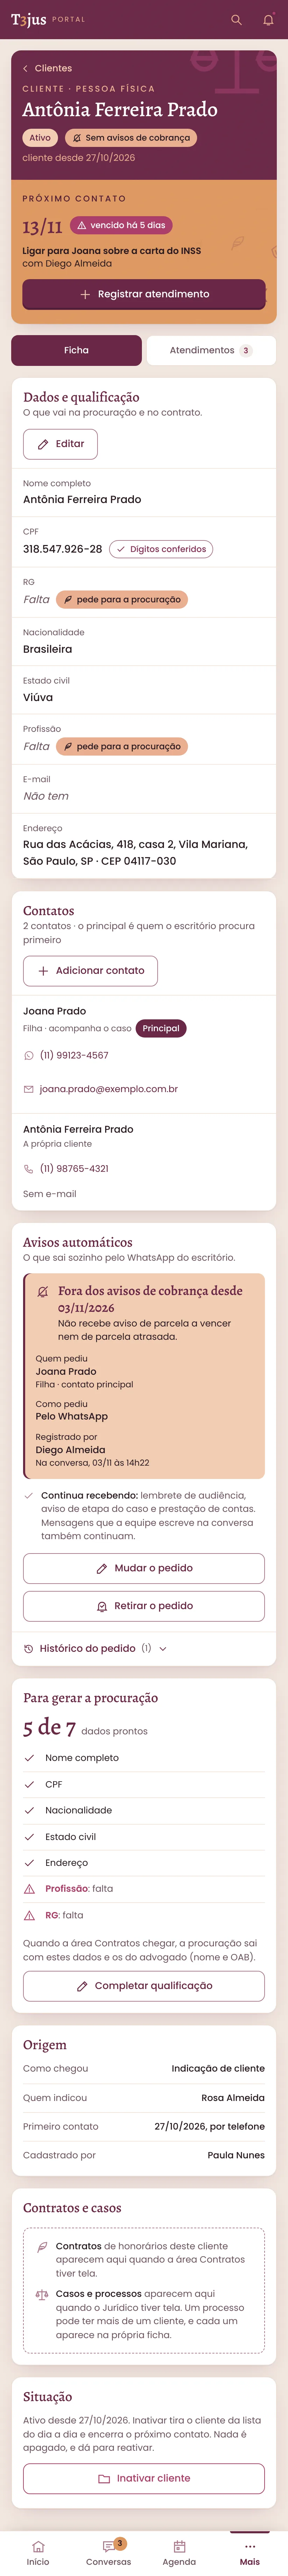 T3jus PORTAL
Clientes
CLIENTE · PESSOA FÍSICA
Antônia Ferreira Prado
Ativo Sem avisos de cobrança
cliente desde 27/10/2026
PRÓXIMO CONTATO
13/11 vencido há 5 dias
Ligar para Joana sobre a carta do INSS
com Diego Almeida
Registrar atendimento
Ficha Atendimentos 3
Dados e qualificação
O que vai na procuração e no contrato.
Editar
Nome completo
Antônia Ferreira Prado
CPF
318.547.926-28 Dígitos conferidos
RG
Falta pede para a procuração
Nacionalidade
Brasileira
Estado civil
Viúva
Profissão
Falta pede para a procuração
E-mail
Não tem
Endereço
Rua das Acácias, 418, casa 2, Vila Mariana,
São Paulo, SP · CEP 04117-030
Contatos
2 contatos · o principal é quem o escritório procura
primeiro
Adicionar contato
Joana Prado
Filha · acompanha o caso Principal
(11) 99123-4567
joana.prado@exemplo.com.br
Antônia Ferreira Prado
A própria cliente
(11) 98765-4321
Sem e-mail
Avisos automáticos
O que sai sozinho pelo WhatsApp do escritório.
Fora dos avisos de cobrança desde
03/11/2026
Não recebe aviso de parcela a vencer
nem de parcela atrasada.
Quem pediu
Joana Prado
Filha · contato principal
Como pediu
Pelo WhatsApp
Registrado por
Diego Almeida
Na conversa, 03/11 às 14h22
Continua recebendo: lembrete de audiência,
aviso de etapa do caso e prestação de contas.
Mensagens que a equipe escreve na conversa
também continuam.
Mudar o pedido
Retirar o pedido
Histórico do pedido (1)
Para gerar a procuração
5 de 7 dados prontos
Nome completo
CPF
Nacionalidade
Estado civil
Endereço
Profissão: falta
RG: falta
Quando a área Contratos chegar, a procuração sai
com estes dados e os do advogado (nome e OAB).
Completar qualificação
Origem
Como chegou Indicação de cliente
Quem indicou Rosa Almeida
Primeiro contato 27/10/2026, por telefone
Cadastrado por Paula Nunes
Contratos e casos
Contratos de honorários deste cliente
aparecem aqui quando a área Contratos
tiver tela.
Casos e processos aparecem aqui
quando o Jurídico tiver tela. Um processo
pode ter mais de um cliente, e cada um
aparece na própria ficha.
Situação
Ativo desde 27/10/2026. Inativar tira o cliente da lista
do dia a dia e encerra o próximo contato. Nada é
apagado, e dá para reativar.
Inativar cliente
3
Início Conversas Agenda Mais